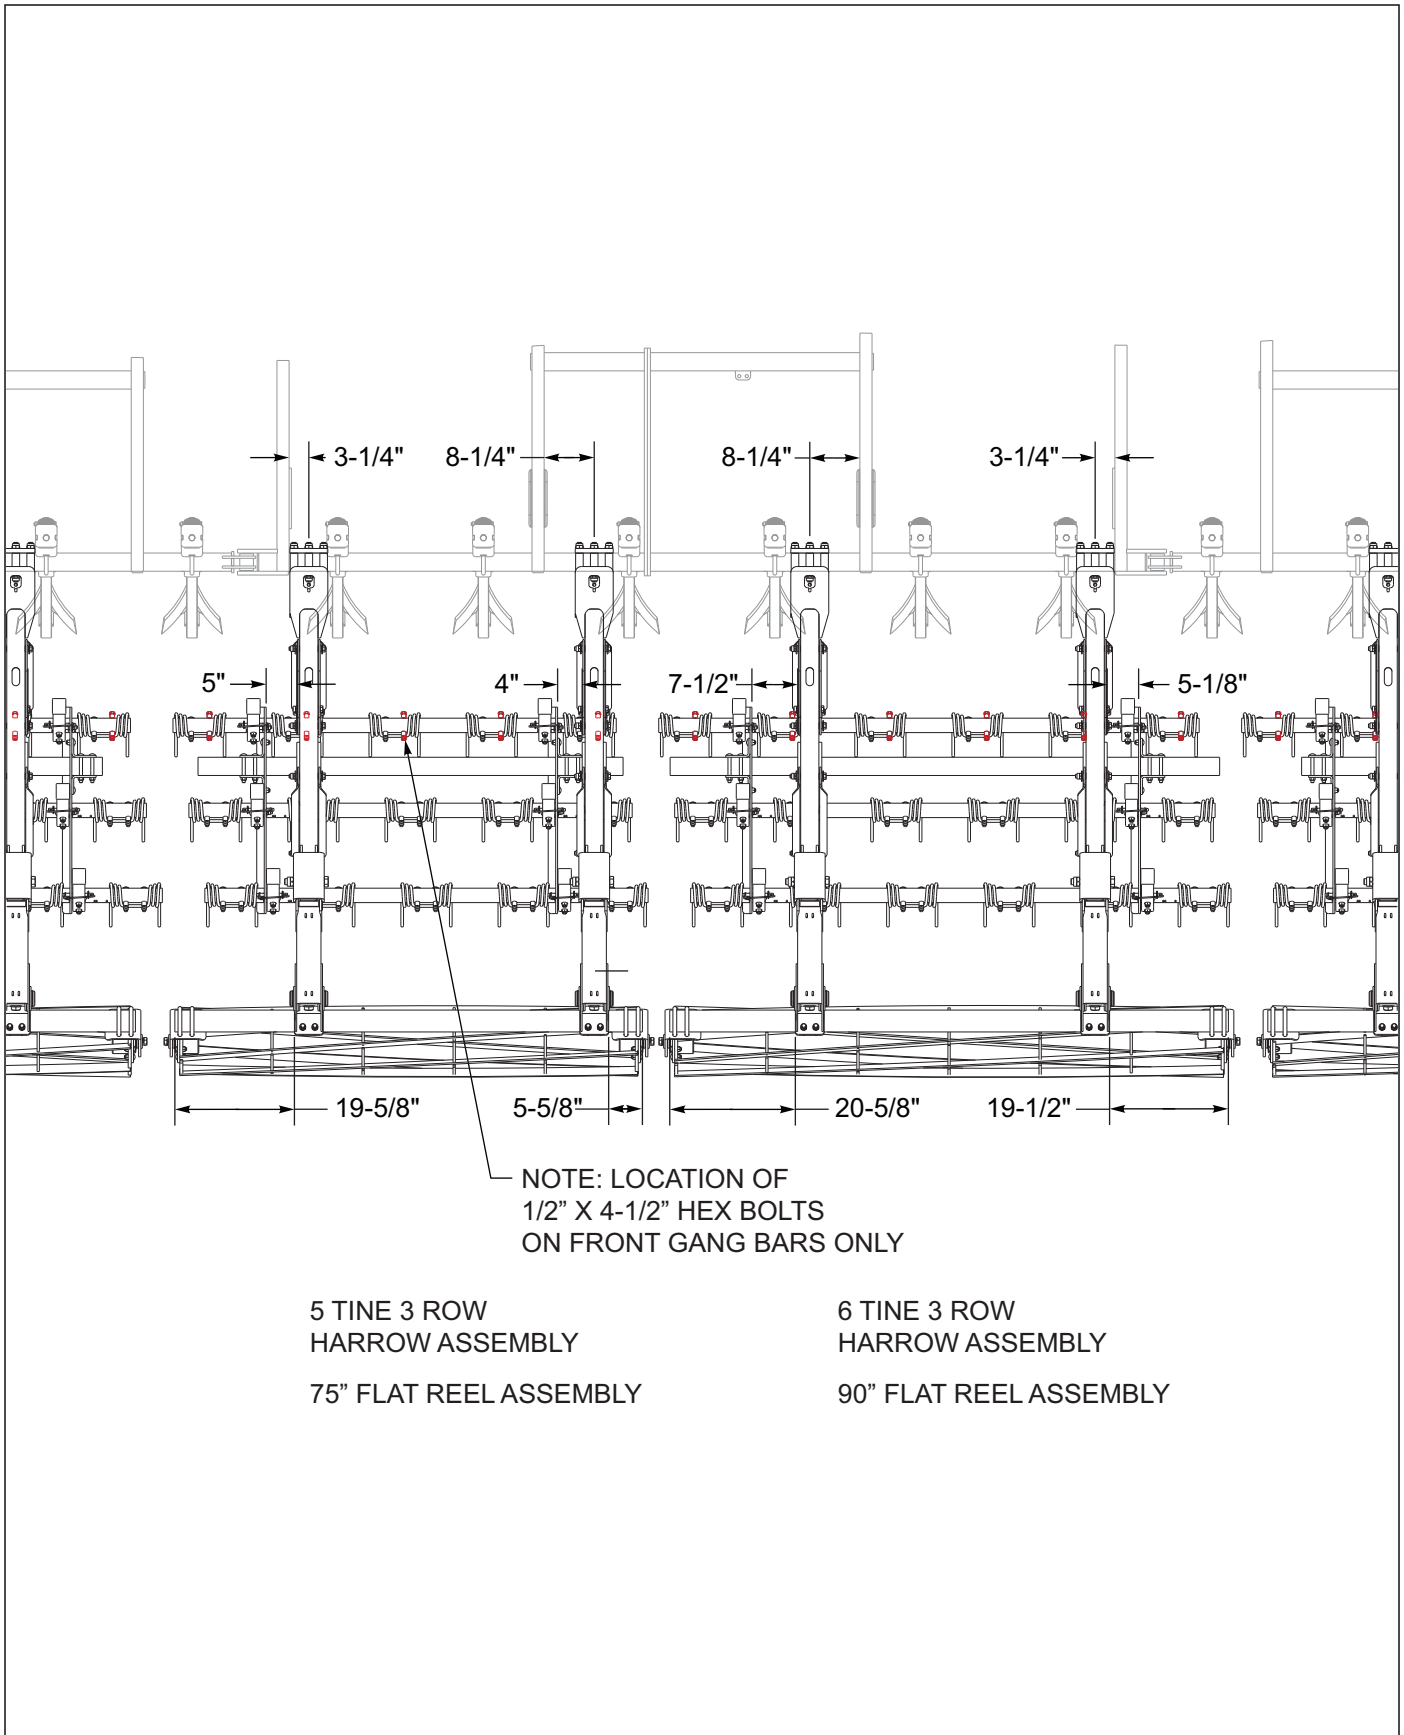 3-1/4" 8-1/4" 8-1/4" 3-1/4"
5" 4" 7-1/2" 5-1/8"
19-5/8" 5-5/8" 20-5/8" 19-1/2"
NOTE: LOCATION OF
1/2” X 4-1/2” HEX BOLTS
ON FRONT GANG BARS ONLY
5 TINE 3 ROW
HARROW ASSEMBLY
75” FLAT REEL ASSEMBLY
6 TINE 3 ROW
HARROW ASSEMBLY
90” FLAT REEL ASSEMBLY